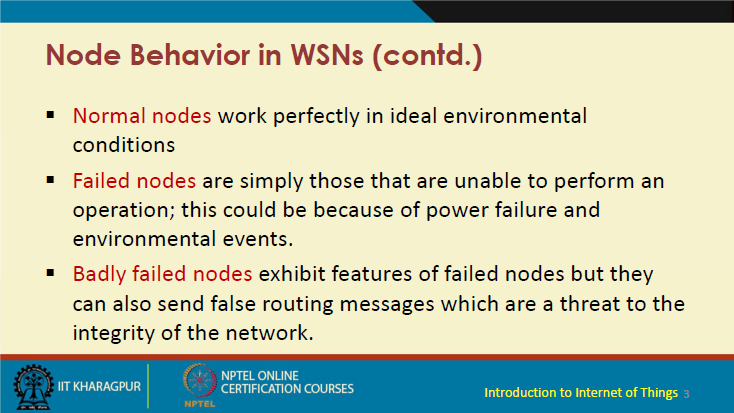 Node Behavior in WSNs (contd.)
▪ Normal nodes work perfectly in ideal environmental
conditions
▪ Failed nodes are simply those that are unable to perform an
operation; this could be because of power failure and
environmental events.
▪ Badly failed nodes exhibit features of failed nodes but they
can also send false routing messages which are a threat to the
integrity of the network.
IIT KHARAGPUR
NPTEL
NPTEL ONLINE
CERTIFICATION COURSES
Introduction to Internet of Things 3